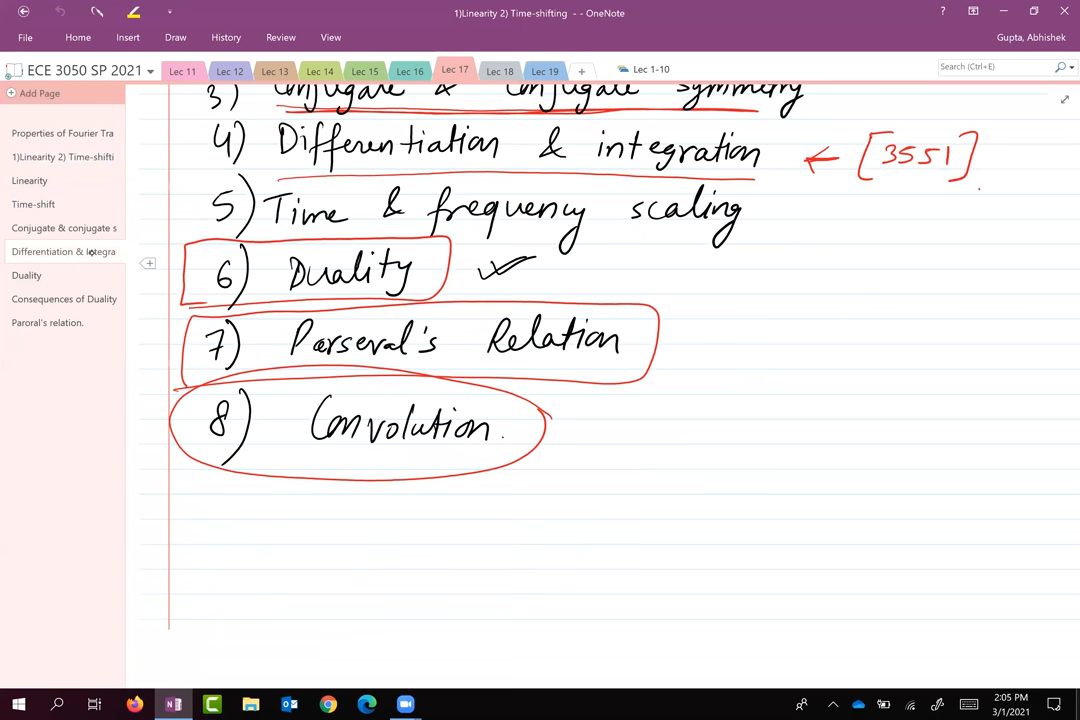 1)Linearity 2) Time-shifting - - OneNote
?
File Home Insert Draw History Review View
Gupta, Abhishek
ECE 3050 SP 2021
Lec 11 Lec 12 Lec 13 Lec 14 Lec 15 Lec 16 Lec 17 Lec 18 Lec 19 + Lec 1-10
Search (Ctrl+E)
Add Page
Properties of Fourier Tra
1)Linearity 2) Time-shifti
Linearity
Time-shift
Conjugate & conjugate s
Differentiation & Integra
Duality
Consequences of Duality
Paroral's relation.
3) Conjugate & Conjugate symmetry
4) Differentiation & integration ← [3551]
5) Time & frequency scaling
6) Duality ✓
7) Parseval's Relation
8) Convolution.
2:05 PM
3/1/2021